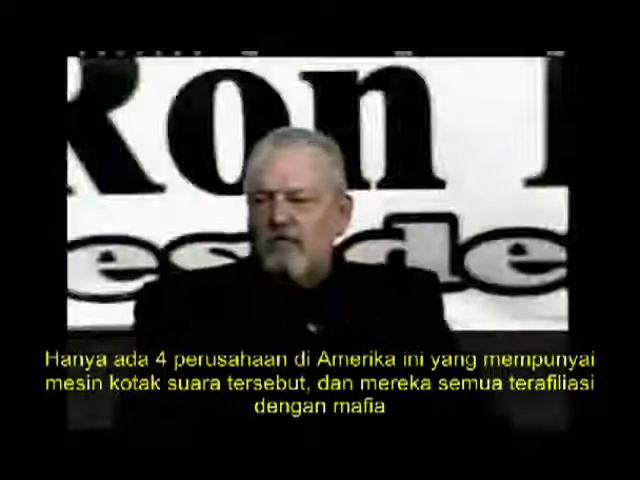 Ron
eside
Hanya ada 4 perusahaan di Amerika ini yang mempunyai
mesin kotak suara tersebut, dan mereka semua terafiliasi
dengan mafia